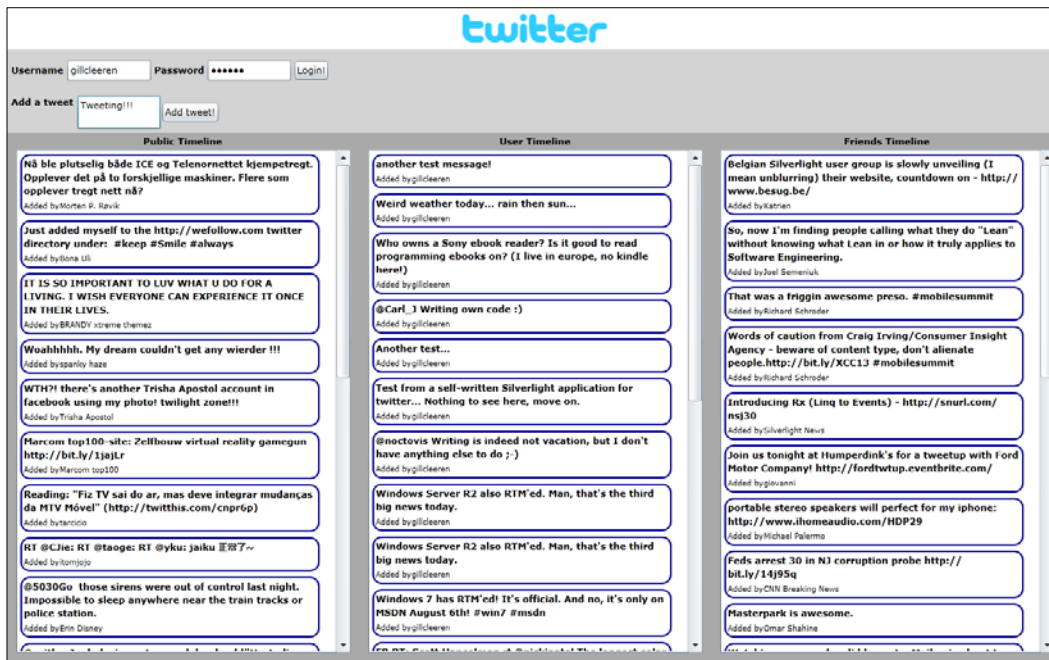 twitter
Username gillcleeren Password •••••• Login!
Add a tweet Tweeting!!! Add tweet!
Public Timeline
Nå ble plutselig både ICE og Telenornettet kjempetregt.
Opplever det på to forskjellige maskiner. Flere som
opplever tregt nett nå?
Added byMorten P. Røvik
Just added myself to the http://wefollow.com twitter
directory under: #keep #Smile #always
Added byBona Uli
IT IS SO IMPORTANT TO LUV WHAT U DO FOR A
LIVING. I WISH EVERYONE CAN EXPERIENCE IT ONCE
IN THEIR LIVES.
Added byBRANDY xtreme themez
Woahhhhh. My dream couldn't get any wierder !!!
Added byspanky haze
WTH?! there's another Trisha Apostol account in
facebook using my photo! twilight zone!!!
Added byTrisha Apostol
Marcom top100-site: Zelfbouw virtual reality gamegun
http://bit.ly/1jajLr
Added byMarcom top100
Reading: "Fiz TV sai do ar, mas deve integrar mudanças
da MTV Móvel" (http://twitthis.com/cnpr6p)
Added bytarcicio
RT @CJie: RT @taoge: RT @yku: jaiku 了~
Added bytomjojo
@5030Go those sirens were out of control last night.
Impossible to sleep anywhere near the train tracks or
police station.
Added byErin Disney
User Timeline
another test message!
Added bygillcleeren
Weird weather today... rain then sun...
Added bygillcleeren
Who owns a Sony ebook reader? Is it good to read
programming ebooks on? (I live in europe, no kindle
here!)
Added bygillcleeren
@Carl_J Writing own code :)
Added bygillcleeren
Another test...
Added bygillcleeren
Test from a self-written Silverlight application for
twitter... Nothing to see here, move on.
Added bygillcleeren
@noctovis Writing is indeed not vacation, but I don't
have anything else to do ;-)
Added bygillcleeren
Windows Server R2 also RTM'ed. Man, that's the third
big news today.
Added bygillcleeren
Windows Server R2 also RTM'ed. Man, that's the third
big news today.
Added bygillcleeren
Windows 7 has RTM'ed! It's official. And no, it's only on
MSDN August 6th! #win7 #msdn
Added bygillcleeren
Friends Timeline
Belgian Silverlight user group is slowly unveiling (I
mean unblurring) their website, countdown on - http://
www.besug.be/
Added byKatrien
So, now I'm finding people calling what they do "Lean"
without knowing what Lean in or how it truly applies to
Software Engineering.
Added byJoel Semeniuk
That was a friggin awesome preso. #mobilesummit
Added byRichard Schroder
Words of caution from Craig Irving/Consumer Insight
Agency - beware of content type, don't alienate
people.http://bit.ly/XCC13 #mobilesummit
Added byRichard Schroder
Introducing Rx (Linq to Events) - http://snurl.com/
nsj30
Added bySilverlight News
Join us tonight at Humperdink's for a tweetup with Ford
Motor Company! http://fordtwtup.eventbrite.com/
Added bygiovanni
portable stereo speakers will perfect for my iphone:
http://www.ihomeaudio.com/HDP29
Added byMichael Palermo
Feds arrest 30 in NJ corruption probe http://
bit.ly/14j95q
Added byCNN Breaking News
Masterpark is awesome.
Added byOmar Shahine